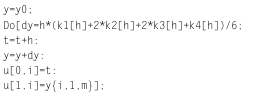 y=y0;
Do[dy=h*(k1[h]+2*k2[h]+2*k3[h]+k4[h])/6;
t=t+h;
y=y+dy;
u[0,i]=t;
u[1,i]=y{i,1,m}];